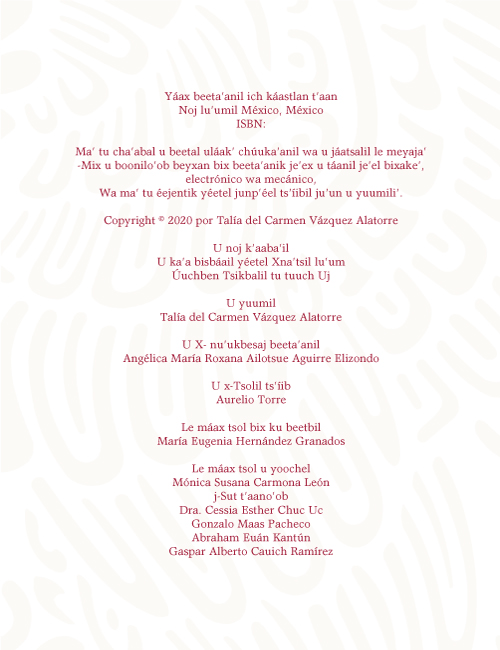 Yáax beeta'anil ich káastlan t'aan
Noj lu'umil México, México
ISBN:
Ma' tu cha'abal u beetal uláak' chúuka'anil wa u jáatsalil le meyaja'
-Mix u boonilo'ob beyxan bix beeta'anik je'ex u táanil je'el bixake',
electrónico wa mecánico,
Wa ma' tu éejentik yéetel junp'éel ts'íibil ju'un u yuumili'.
Copyright © 2020 por Talía del Carmen Vázquez Alatorre
U noj k'aaba'il
U ka'a bisbáail yéetel Xna'tsil lu'um
Úuchben Tsikbalil tu tuuch Uj
U yuumil
Talía del Carmen Vázquez Alatorre
U X- nu'ukbesaj beeta'anil
Angélica María Roxana Ailotsue Aguirre Elizondo
U x-Tsolil ts'íib
Aurelio Torre
Le máax tsol bix ku beetbil
María Eugenia Hernández Granados
Le máax tsol u yoochel
Mónica Susana Carmona León
j-Sut t'aano'ob
Dra. Cessia Esther Chuc Uc
Gonzalo Maas Pacheco
Abraham Euán Kantún
Gaspar Alberto Cauich Ramírez